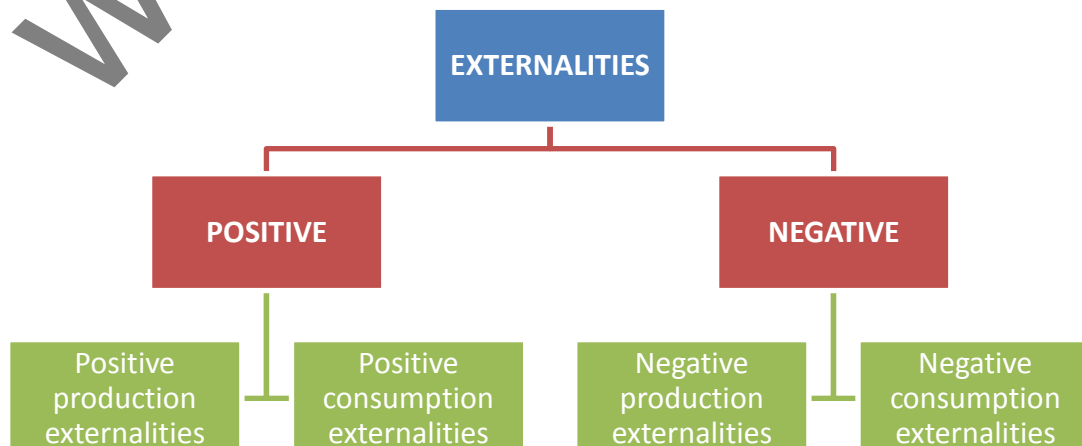 W
EXTERNALITIES
POSITIVE
NEGATIVE
Positive
production
externalities
Positive
consumption
externalities
Negative
production
externalities
Negative
consumption
externalities